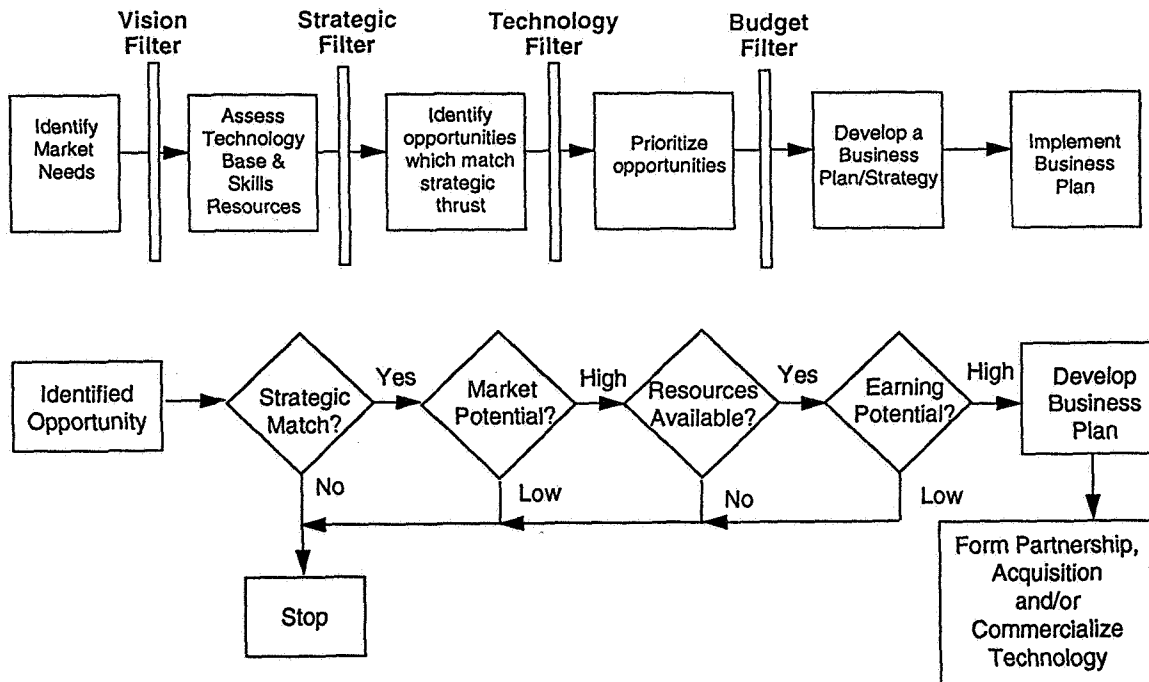 Vision
Filter
Strategic
Filter
Technology
Filter
Budget
Filter
Identify
Market
Needs
Assess
Technology
Base &
Skills
Resources
Identify
opportunities
which match
strategic
thrust
Prioritize
opportunities
Develop a
Business
Plan/Strategy
Implement
Business
Plan
Identified
Opportunity
Strategic
Match?
Yes
No
Market
Potential?
High
Low
Resources
Available?
Yes
No
Earning
Potential?
High
Low
Develop
Business
Plan
Stop
Form Partnership,
Acquisition
and/or
Commercialize
Technology